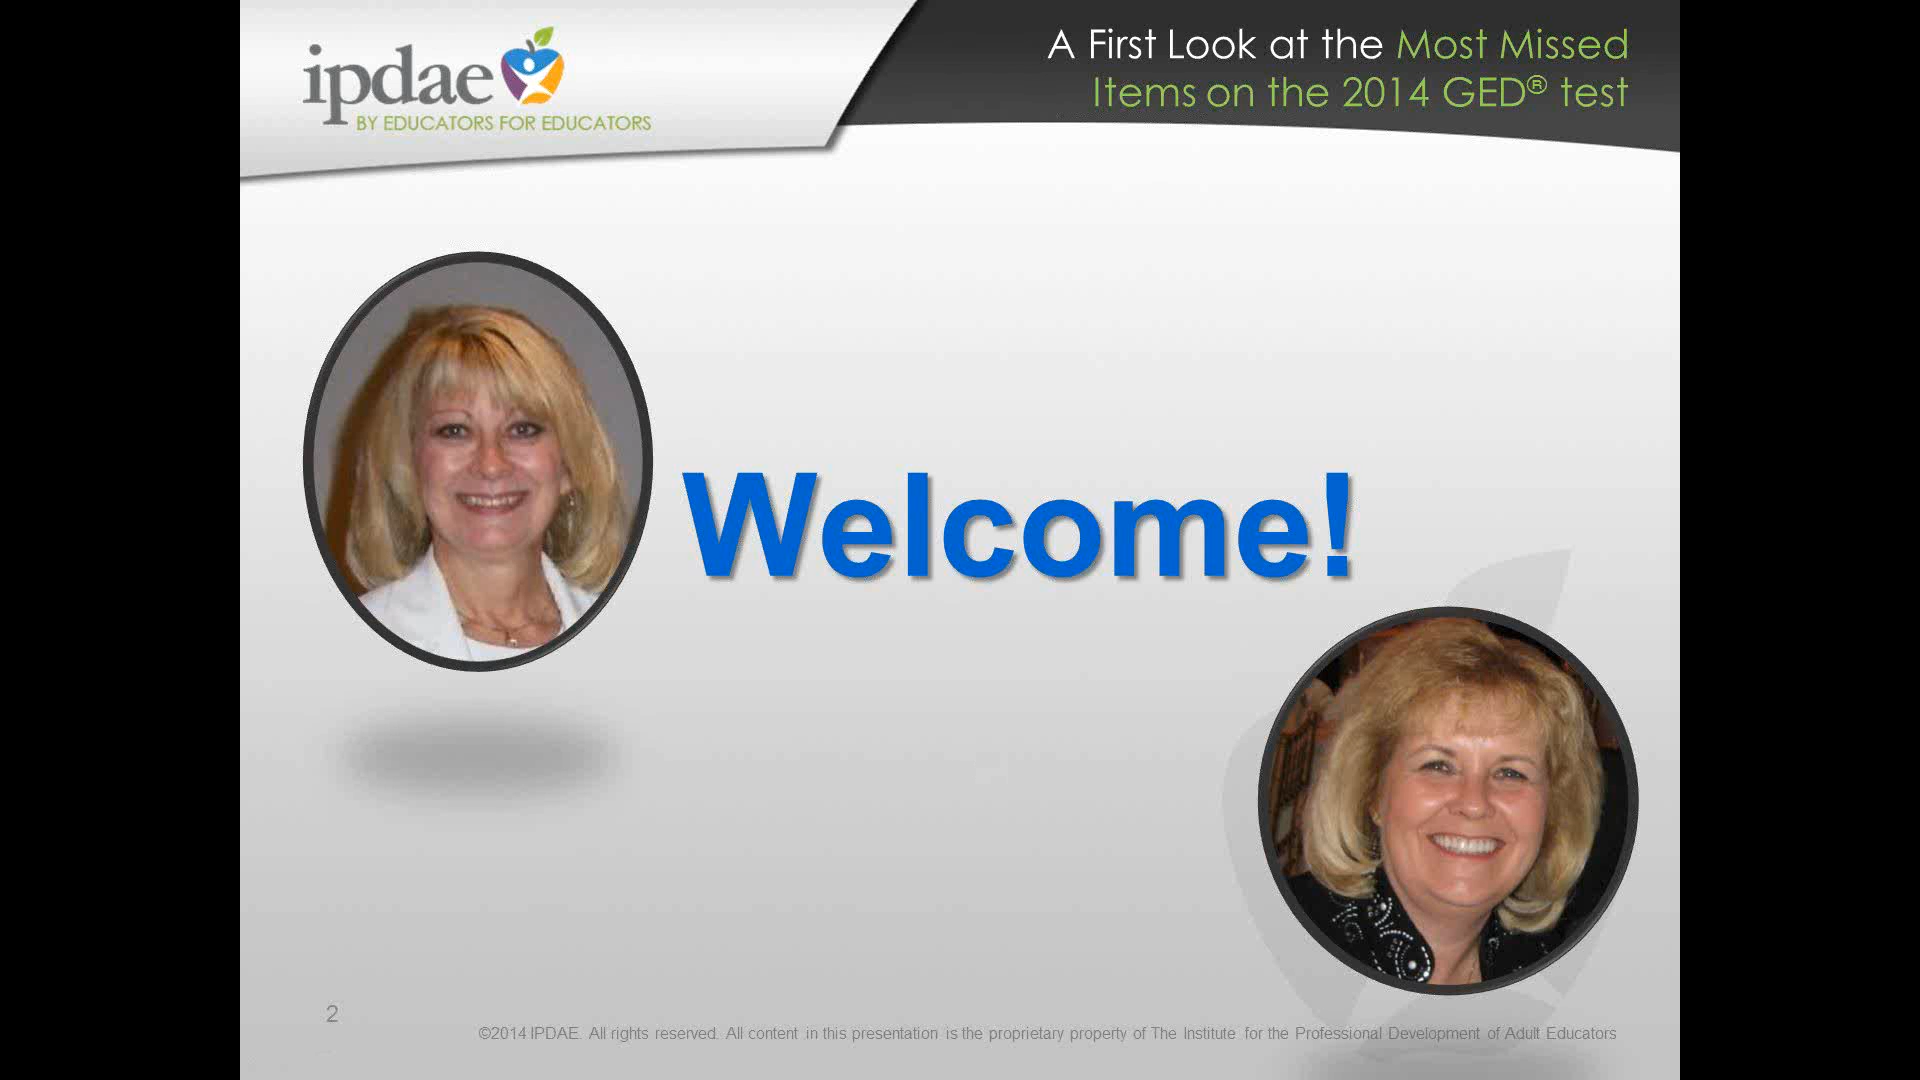 ipdae
BY EDUCATORS FOR EDUCATORS
A First Look at the Most Missed
Items on the 2014 GED® test
Welcome!
2
©2014 IPDAE. All rights reserved. All content in this presentation is the proprietary property of The Institute for the Professional Development of Adult Educators